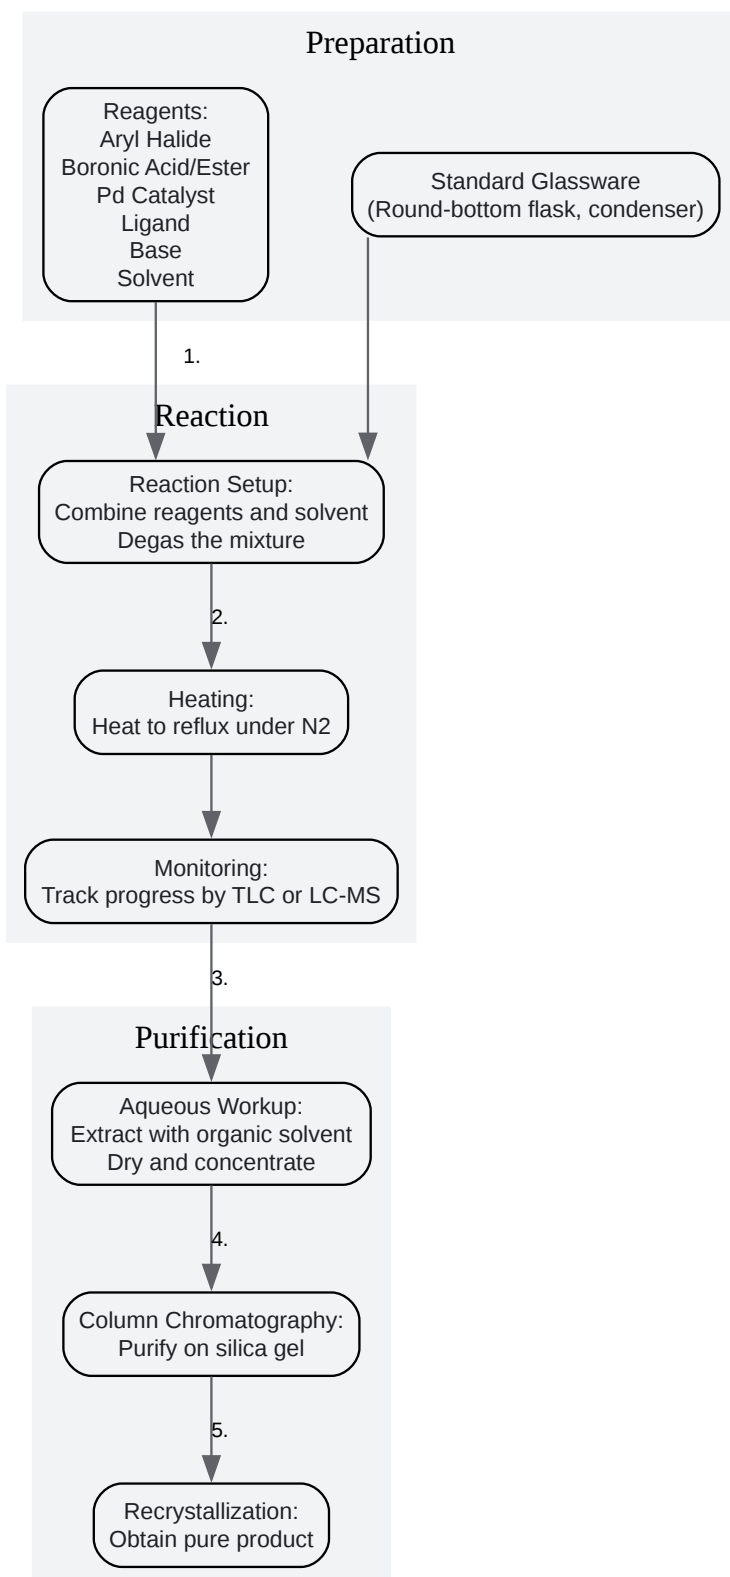 Preparation
Reagents:
Aryl Halide
Boronic Acid/Ester
Pd Catalyst
Ligand
Base
Solvent
Standard Glassware
(Round-bottom flask, condenser)
1.
Reaction
Reaction Setup:
Combine reagents and solvent
Degas the mixture
2.
Heating:
Heat to reflux under N2
Monitoring:
Track progress by TLC or LC-MS
3.
Purification
Aqueous Workup:
Extract with organic solvent
Dry and concentrate
4.
Column Chromatography:
Purify on silica gel
5.
Recrystallization:
Obtain pure product